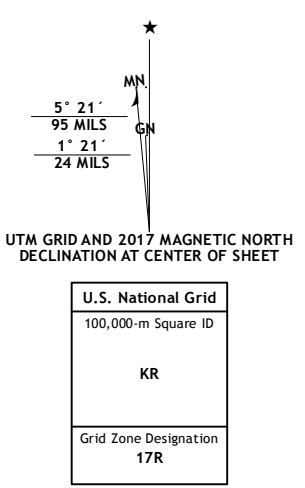 ★
MN
5° 21´
95 MILS
GN
1° 21´
24 MILS
UTM GRID AND 2017 MAGNETIC NORTH
DECLINATION AT CENTER OF SHEET
U.S. National Grid
100,000-m Square ID
KR
Grid Zone Designation
17R